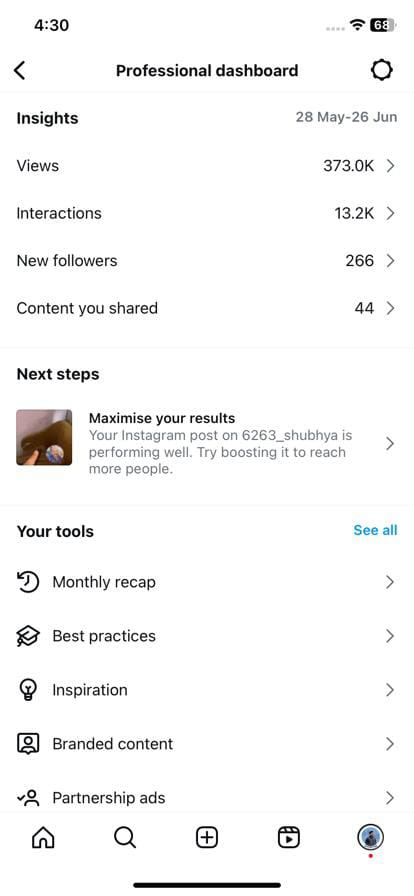 4:30
68
Professional dashboard
Insights
28 May-26 Jun
Views
373.0K
Interactions
13.2K
New followers
266
Content you shared
44
Next steps
Maximise your results
Your Instagram post on 6263_shubhya is
performing well. Try boosting it to reach
more people.
Your tools
See all
Monthly recap
Best practices
Inspiration
Branded content
Partnership ads